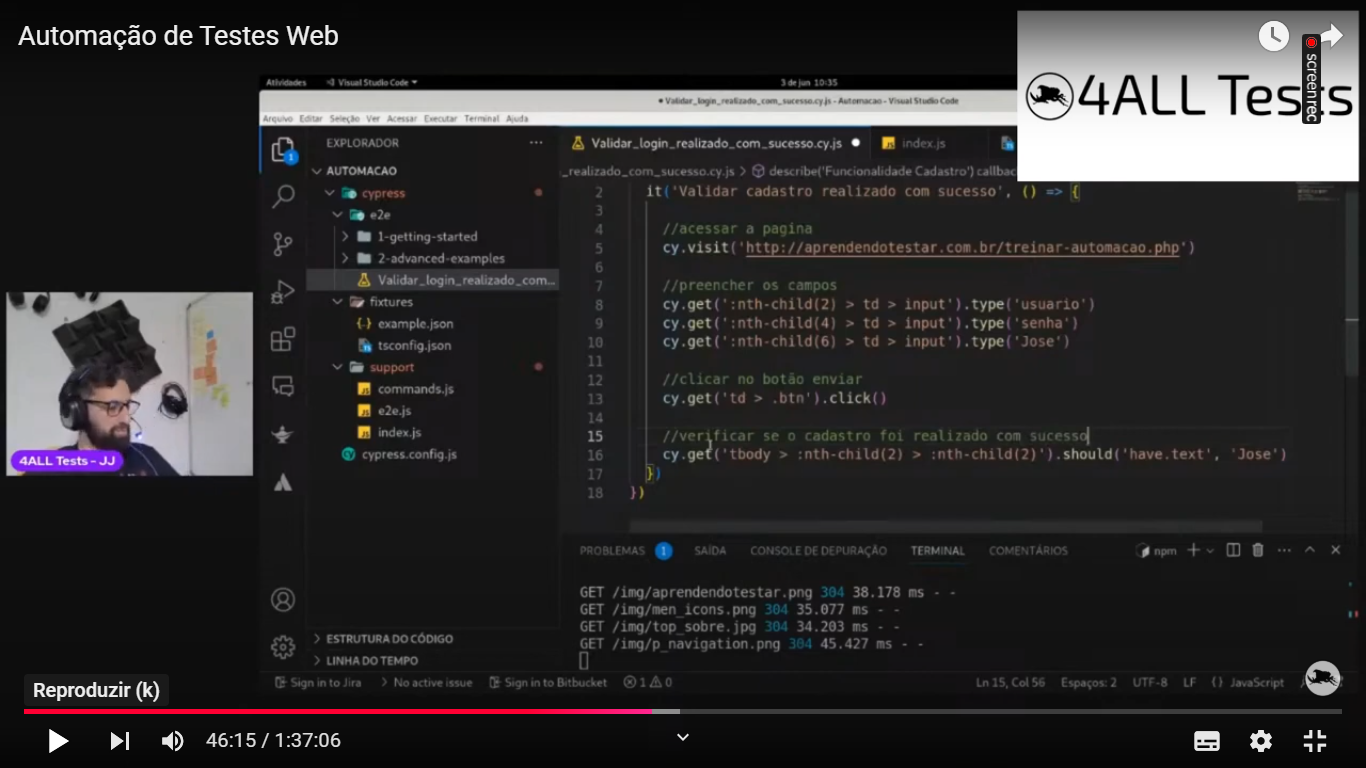 Automação de Testes Web
4ALL Tests
screenrec
Atividades
Visual Studio Code
3 de jun 10:35
Validar_login_realizado_com_sucesso.cy.js - Automacao - Visual Studio Code
Arquivo Editar Seleção Ver Acessar Executar Terminal Ajuda
EXPLORADOR
Validar_login_realizado_com_sucesso.cy.js
index.js
AUTOMACAO
_realizado_com_sucesso.cy.js > describe('Funcionalidade Cadastro') callbac
cypress
e2e
1-getting-started
2-advanced-examples
Validar_login_realizado_com...
fixtures
example.json
tsconfig.json
support
commands.js
e2e.js
index.js
cypress.config.js
2 it('Validar cadastro realizado com sucesso', () => {
3
4 //acessar a pagina
5 cy.visit('http://aprendendotestar.com.br/treinar-automacao.php')
6
7 //preencher os campos
8 cy.get(':nth-child(2) > td > input').type('usuario')
9 cy.get(':nth-child(4) > td > input').type('senha')
10 cy.get(':nth-child(6) > td > input').type('Jose')
11
12 //clicar no botão enviar
13 cy.get('td > .btn').click()
14
15 //verificar se o cadastro foi realizado com sucesso
16 cy.get('tbody > :nth-child(2) > :nth-child(2)').should('have.text', 'Jose')
17 })
18 })
4ALL Tests - JJ
PROBLEMAS 1 SAÍDA CONSOLE DE DEPURAÇÃO TERMINAL COMENTÁRIOS
npm
GET /img/aprendendotestar.png 304 38.178 ms - -
GET /img/men_icons.png 304 35.077 ms - -
GET /img/top_sobre.jpg 304 34.203 ms - -
GET /img/p_navigation.png 304 45.427 ms - -
ESTRUTURA DO CÓDIGO
LINHA DO TEMPO
Sign in to Jira No active issue Sign in to Bitbucket 1 0 Ln 15, Col 56 Espaços: 2 UTF-8 LF {} JavaScript
Reproduzir (k)
46:15 / 1:37:06